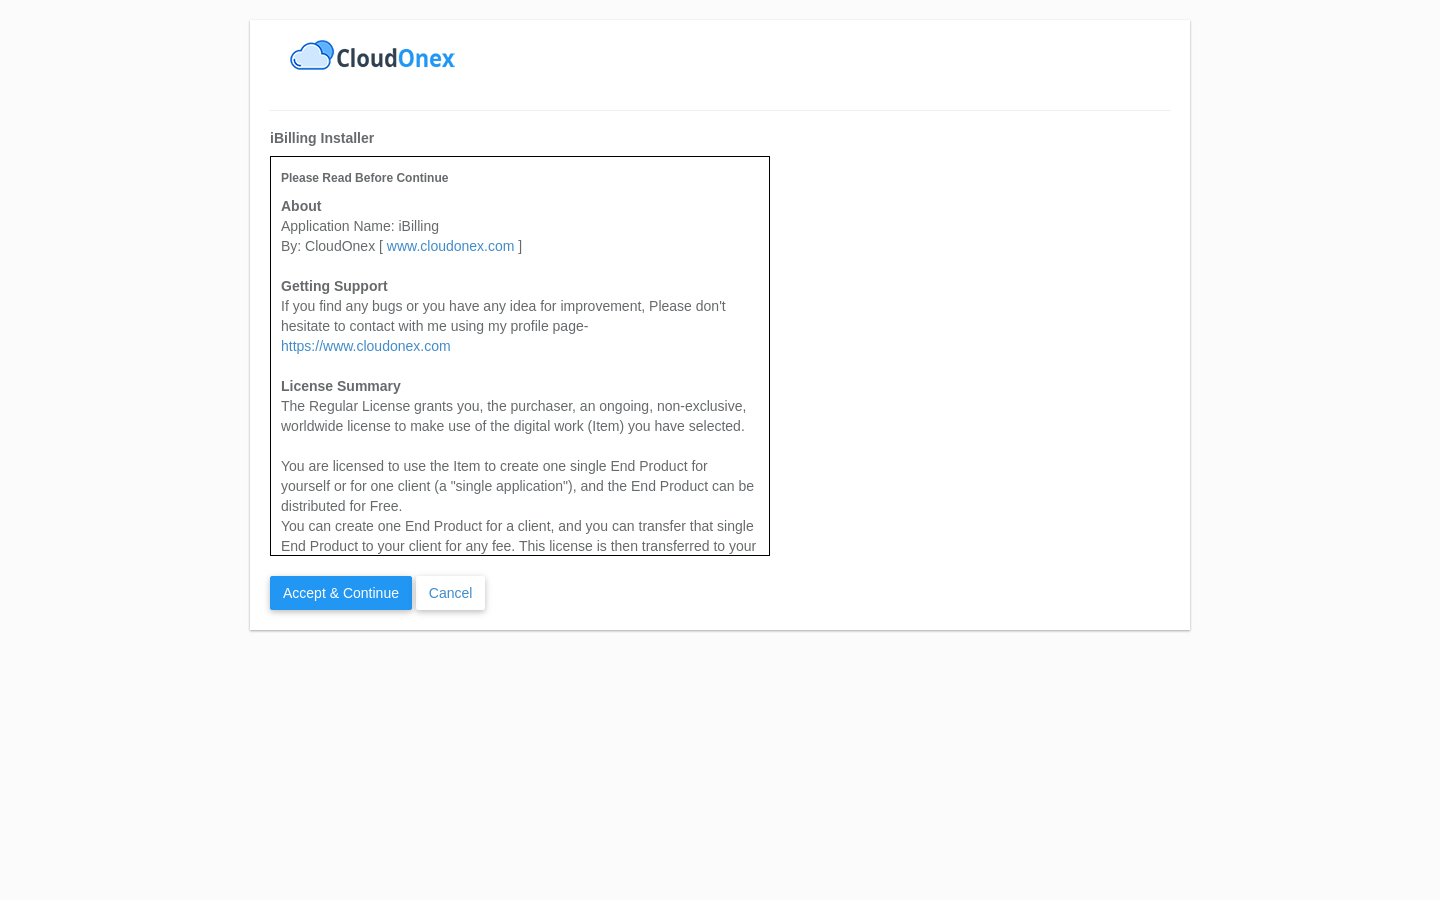 CloudOnex
iBilling Installer
Please Read Before Continue
About
Application Name: iBilling
By: CloudOnex [ www.cloudonex.com ]
Getting Support
If you find any bugs or you have any idea for improvement, Please don't
hesitate to contact with me using my profile page-
https://www.cloudonex.com
License Summary
The Regular License grants you, the purchaser, an ongoing, non-exclusive,
worldwide license to make use of the digital work (Item) you have selected.
You are licensed to use the Item to create one single End Product for
yourself or for one client (a "single application"), and the End Product can be
distributed for Free.
You can create one End Product for a client, and you can transfer that single
End Product to your client for any fee. This license is then transferred to your
Accept & Continue
Cancel